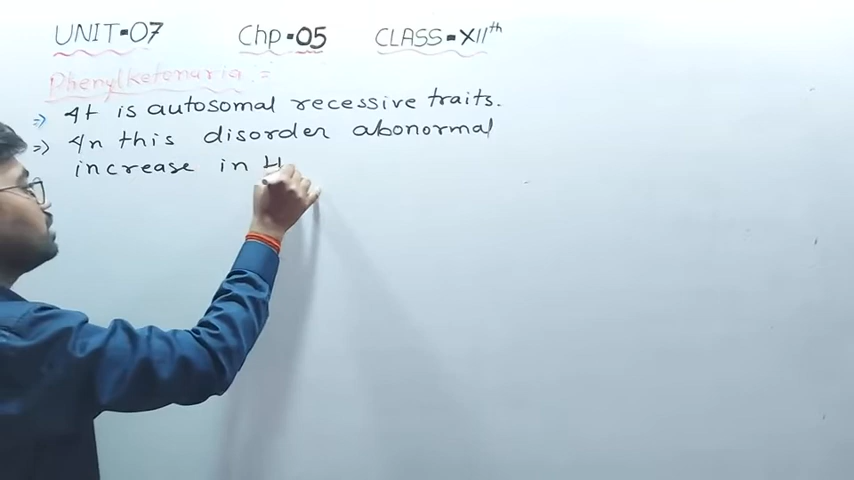 UNIT-07 Chp-05 CLASS-XIIth
Phenylketonuria :=
=> It is autosomal recessive traits.
=> In this disorder abonormal
increase in